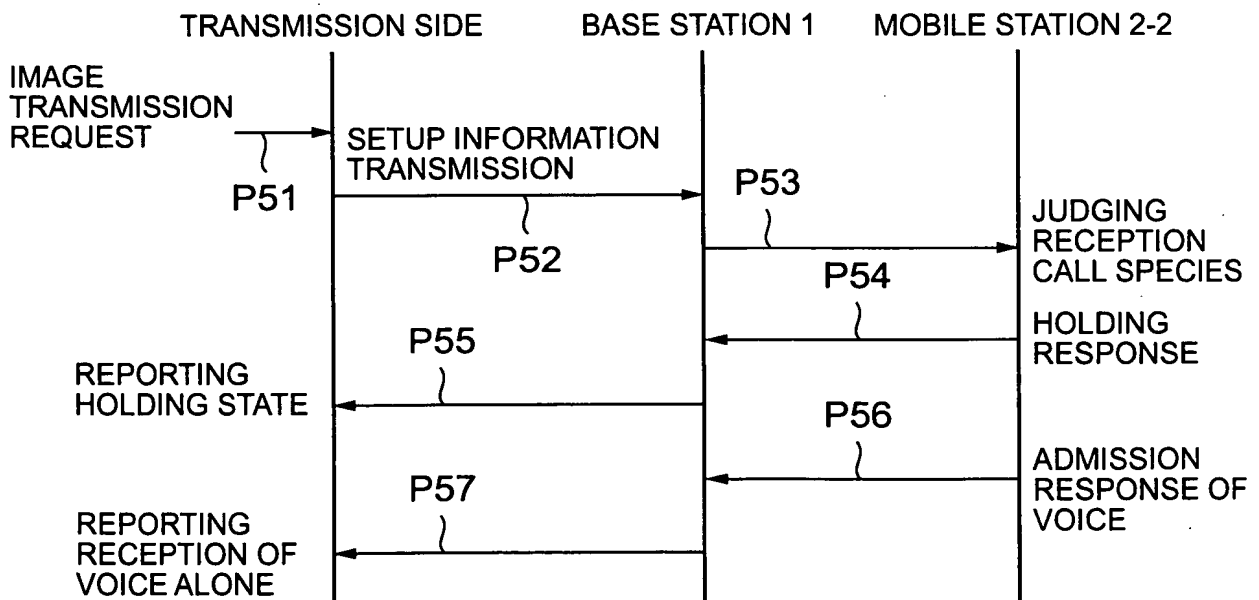 TRANSMISSION SIDE
BASE STATION 1
MOBILE STATION 2-2
IMAGE
TRANSMISSION
REQUEST
P51
SETUP INFORMATION
TRANSMISSION
P52
P53
JUDGING
RECEPTION
CALL SPECIES
P54
HOLDING
RESPONSE
P55
REPORTING
HOLDING STATE
P56
ADMISSION
RESPONSE OF
VOICE
P57
REPORTING
RECEPTION OF
VOICE ALONE